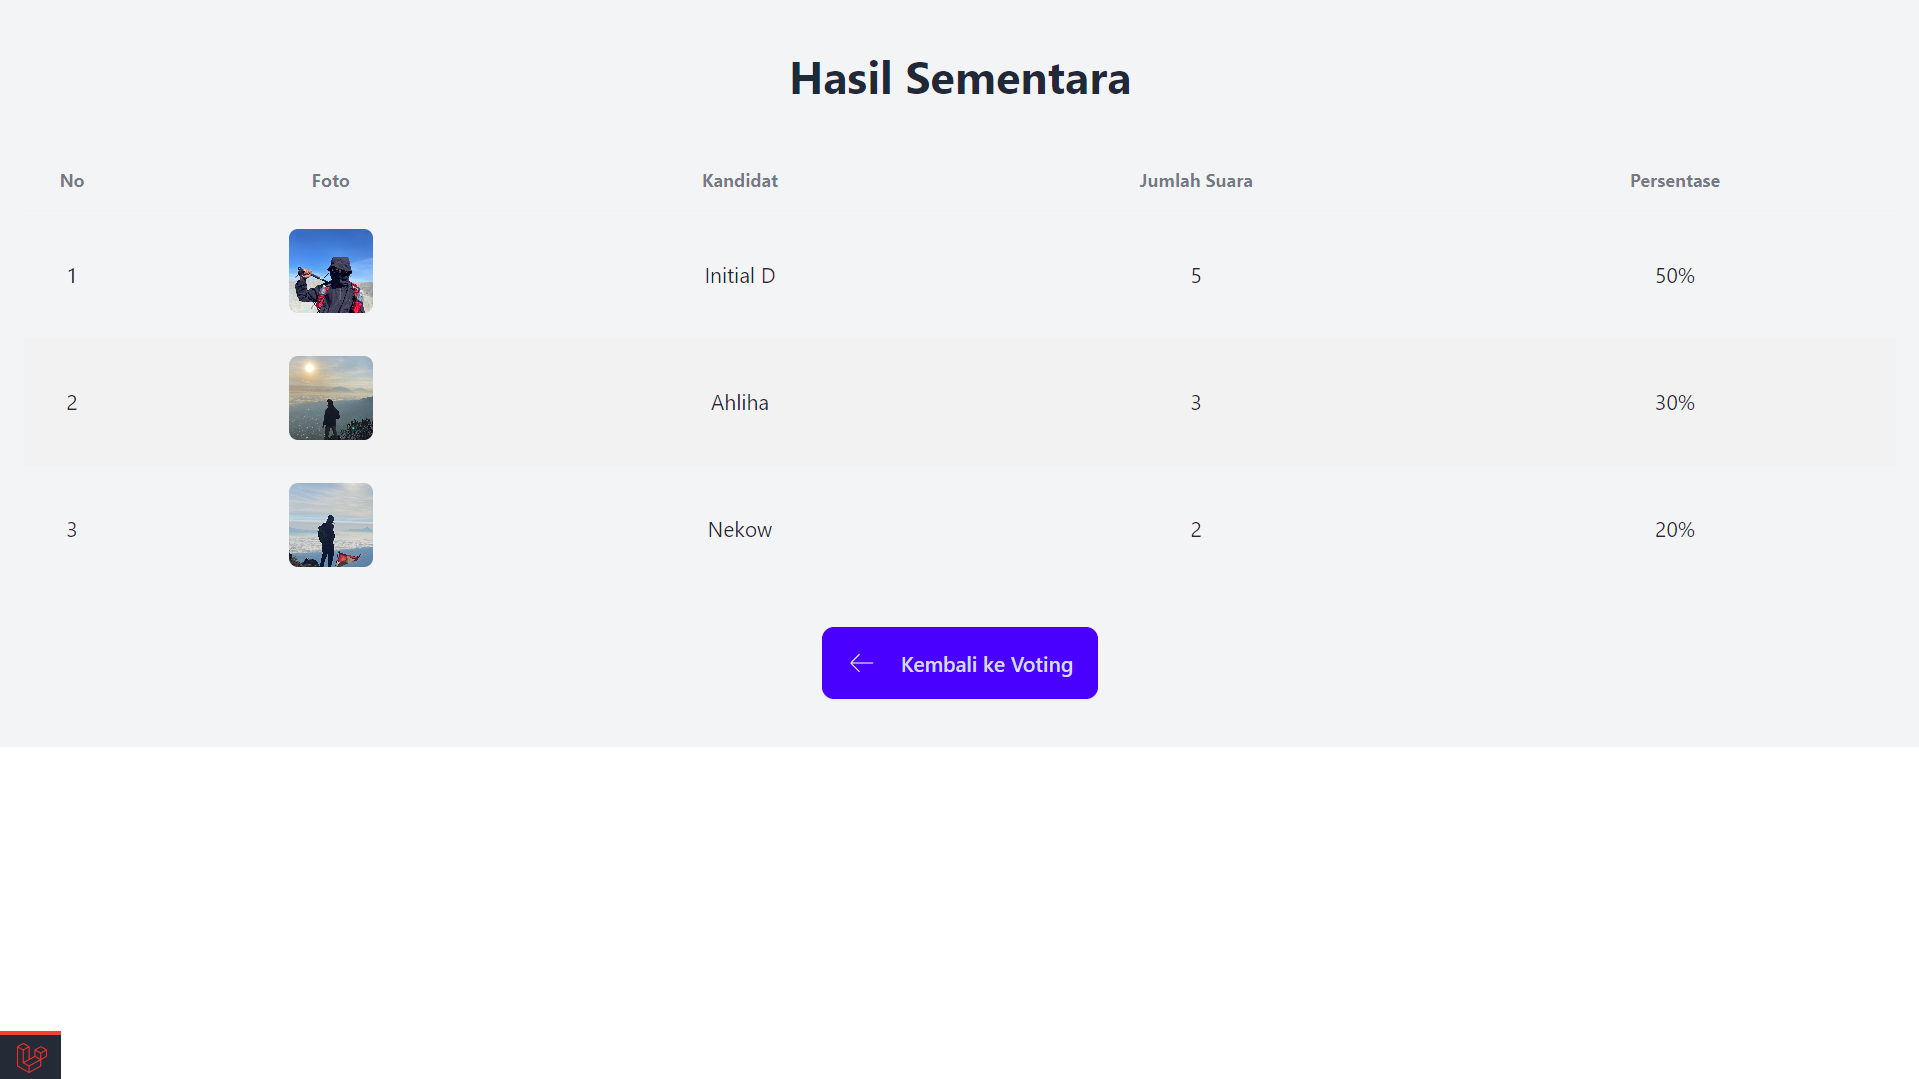 Hasil Sementara
No Foto Kandidat Jumlah Suara Persentase
1 Initial D 5 50%
2 Ahliha 3 30%
3 Nekow 2 20%
Kembali ke Voting